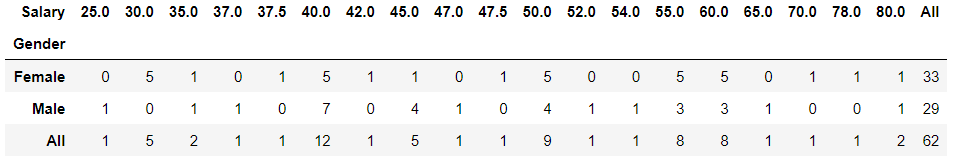 Salary 25.0 30.0 35.0 37.0 37.5 40.0 42.0 45.0 47.0 47.5 50.0 52.0 54.0 55.0 60.0 65.0 70.0 78.0 80.0 All
Gender
Female 0 5 1 0 1 5 1 1 0 1 5 0 0 5 5 0 1 1 1 33
Male 1 0 1 1 0 7 0 4 1 0 4 1 1 3 3 1 0 0 1 29
All 1 5 2 1 1 12 1 5 1 1 9 1 1 8 8 1 1 1 2 62